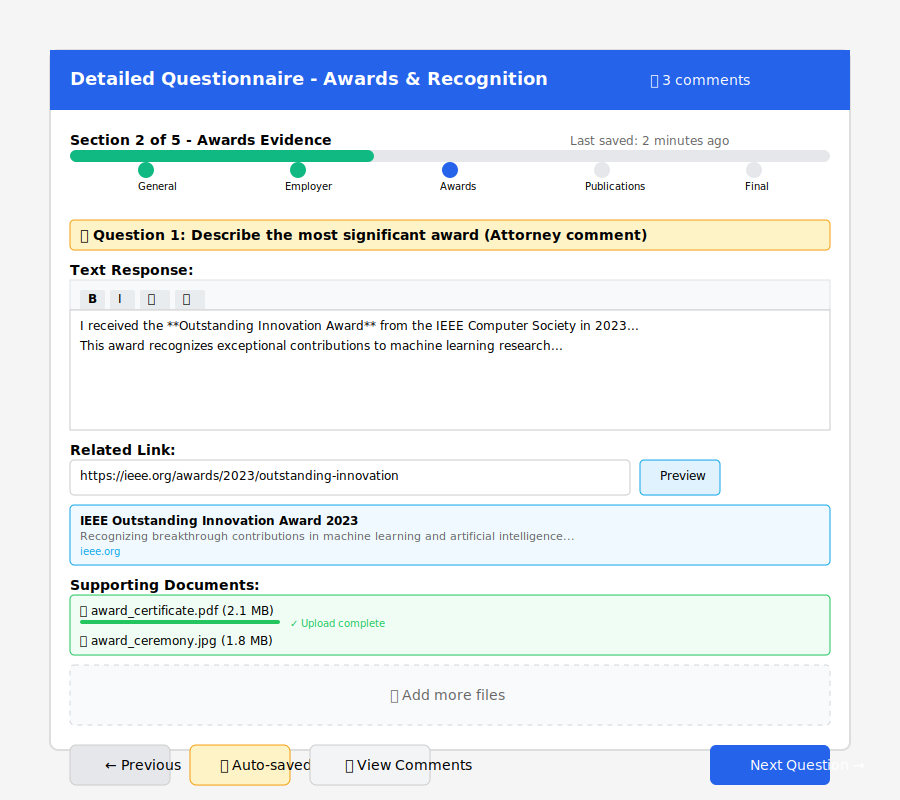 Detailed Questionnaire - Awards & Recognition
3 comments
Section 2 of 5 - Awards Evidence
Last saved: 2 minutes ago
General
Employer
Awards
Publications
Final
Question 1: Describe the most significant award (Attorney comment)
Text Response:
B
I
I received the **Outstanding Innovation Award** from the IEEE Computer Society in 2023...
This award recognizes exceptional contributions to machine learning research...
Related Link:
https://ieee.org/awards/2023/outstanding-innovation
Preview
IEEE Outstanding Innovation Award 2023
Recognizing breakthrough contributions in machine learning and artificial intelligence...
ieee.org
Supporting Documents:
award_certificate.pdf (2.1 MB)
✓ Upload complete
award_ceremony.jpg (1.8 MB)
Add more files
← Previous
Auto-saved
View Comments
Next Question →